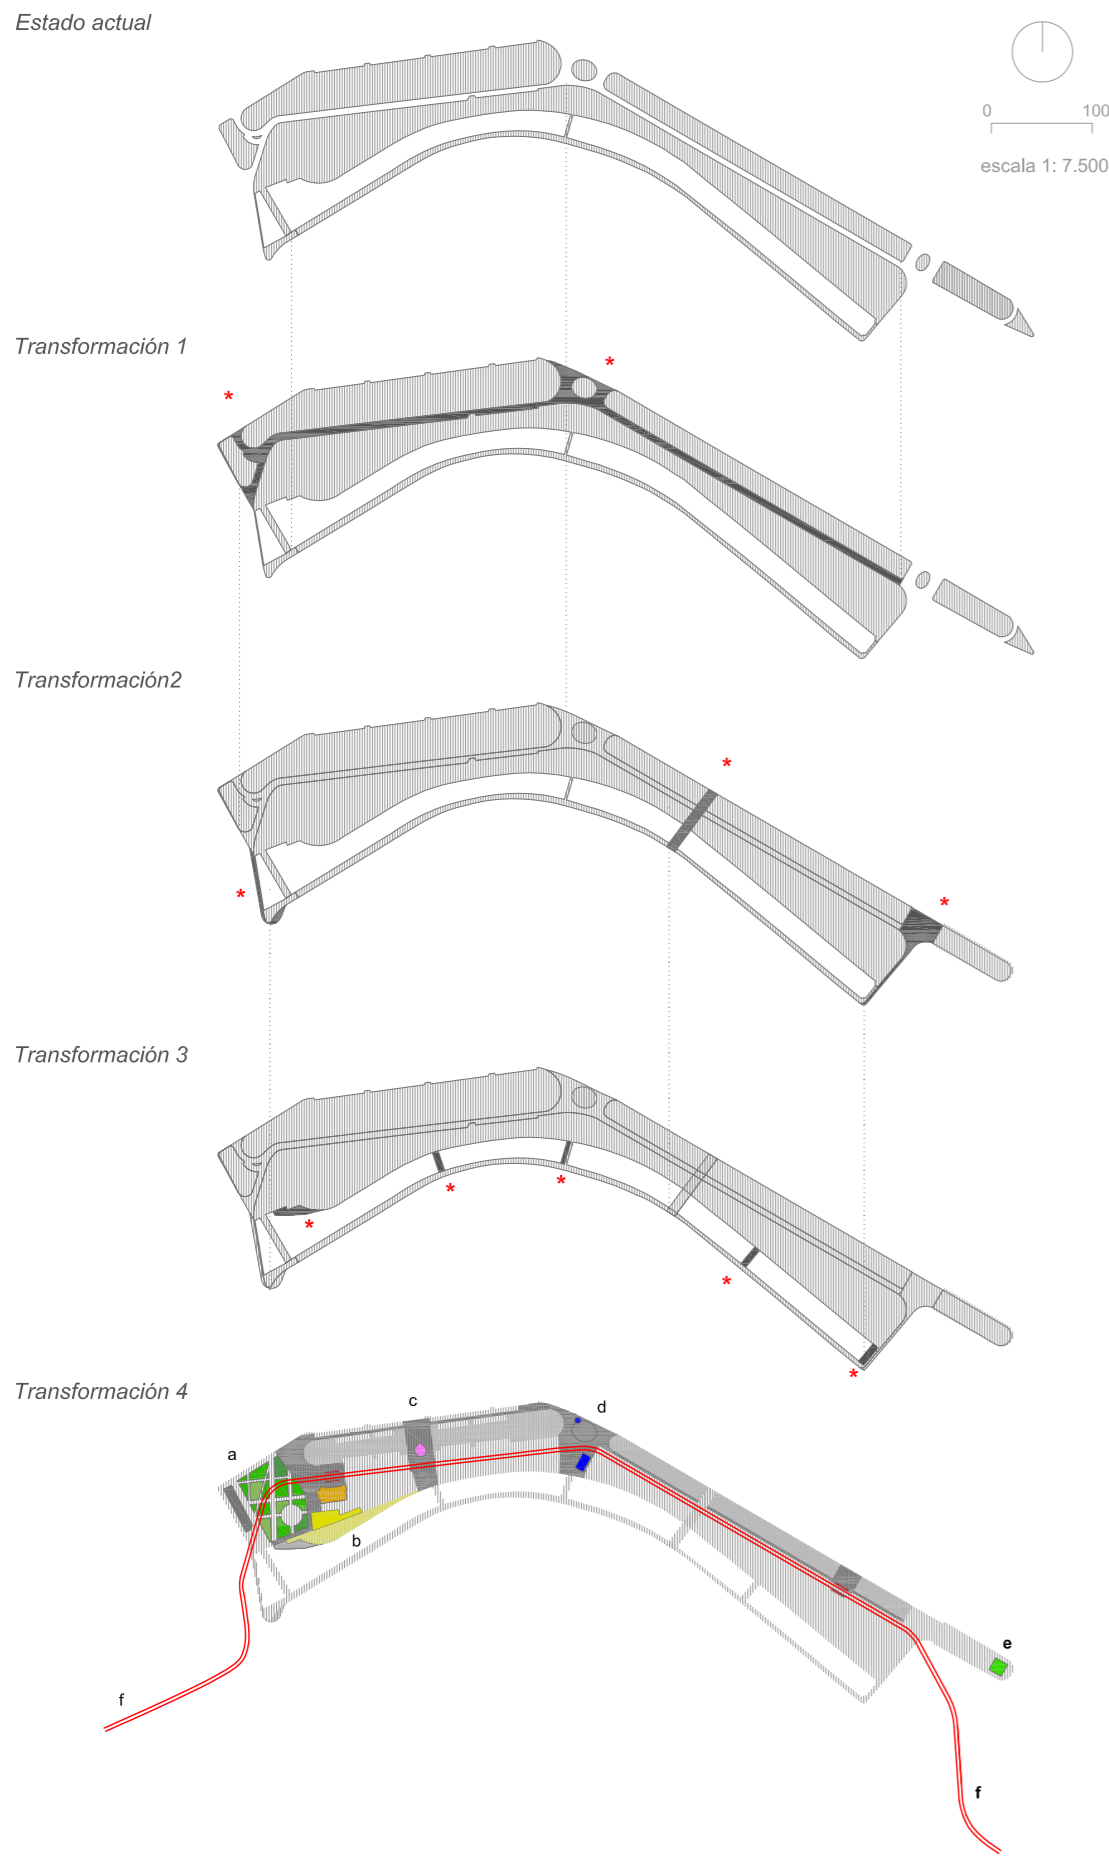 Estado actual
0 100
escala 1: 7.500
Transformación 1
*
*
Transformación2
*
*
*
Transformación 3
*
*
*
*
*
Transformación 4
c
d
a
b
e
f
f